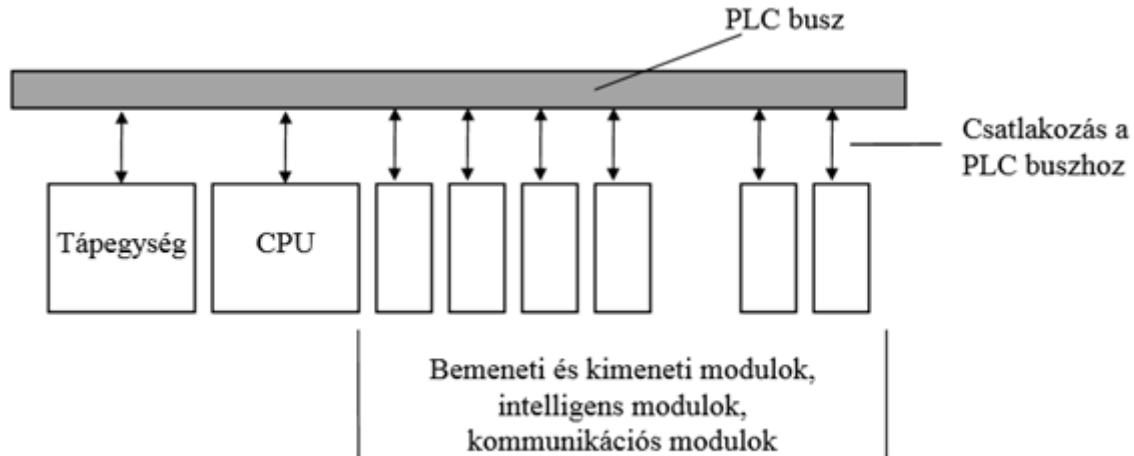 PLC busz
Csatlakozás a
PLC buszhoz
Tápegység
CPU
Bemeneti és kimeneti modulok,
intelligens modulok,
kommunikációs modulok